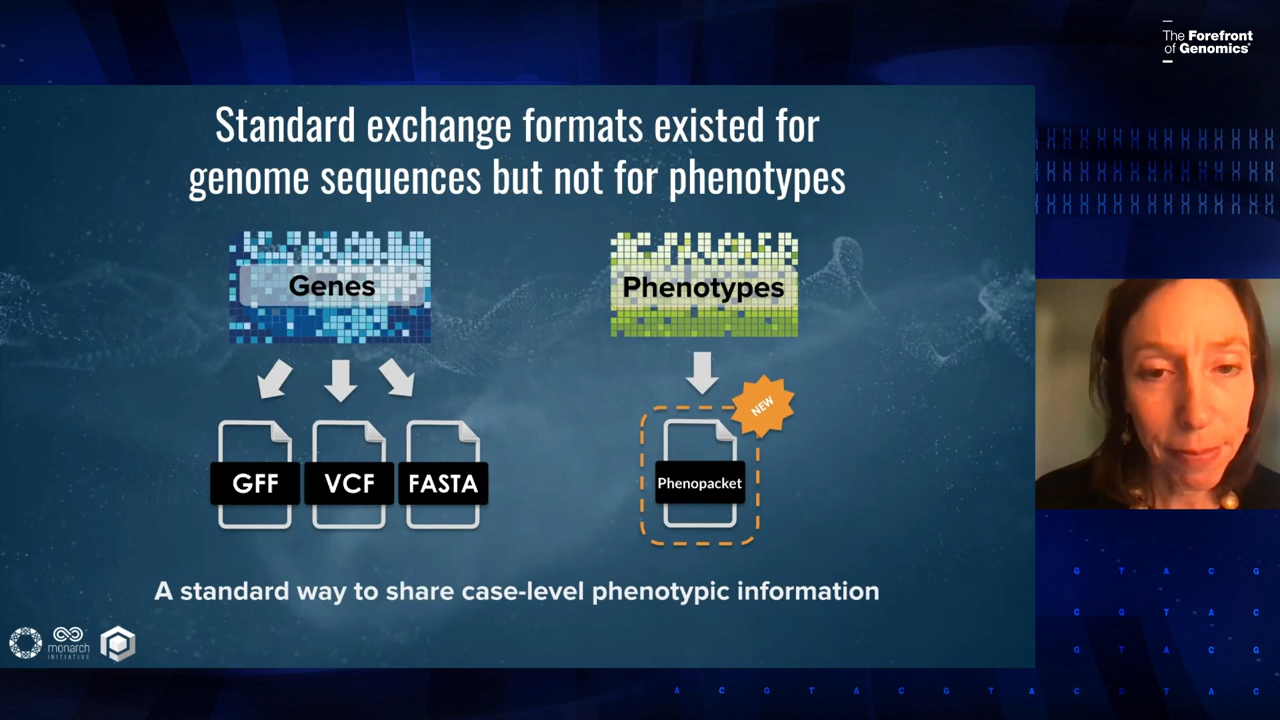 The Forefront
of Genomics®
Standard exchange formats existed for
genome sequences but not for phenotypes
Genes
Phenotypes
NEW
GFF
VCF
FASTA
Phenopacket
A standard way to share case-level phenotypic information
monarch
INITIATIVE
G T A C G
C G T A C
G T A C G
A C G T A C G T A C G T A C